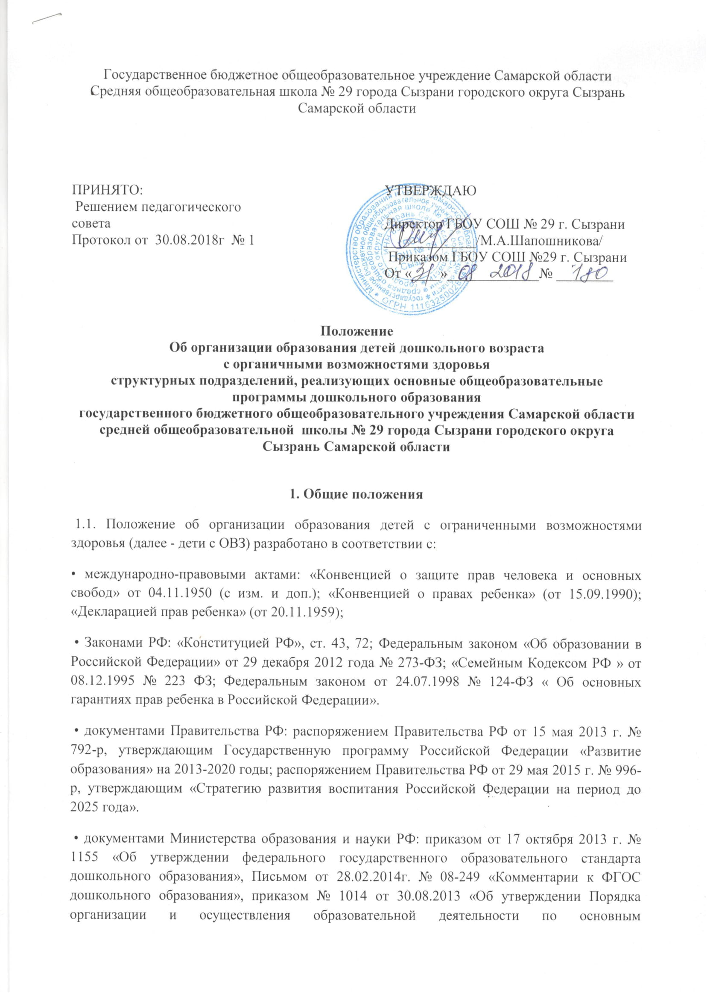 Государственное бюджетное общеобразовательное учреждение Самарской области
Средняя общеобразовательная школа № 29 города Сызрани городского округа Сызрань
Самарской области
ПРИНЯТО:
Решением педагогического
совета
Протокол от 30.08.2018г № 1
УТВЕРЖДАЮ
Директор ГБОУ СОШ № 29 г. Сызрани
/М.А.Шапошникова/
Приказом ГБОУ СОШ №29 г. Сызрани
От « 31 » 08 2018 № 180
Положение
Об организации образования детей дошкольного возраста
с органичными возможностями здоровья
структурных подразделений, реализующих основные общеобразовательные
программы дошкольного образования
государственного бюджетного общеобразовательного учреждения Самарской области
средней общеобразовательной школы № 29 города Сызрани городского округа
Сызрань Самарской области
1. Общие положения
1.1. Положение об организации образования детей с ограниченными возможностями
здоровья (далее - дети с ОВЗ) разработано в соответствии с:
• международно-правовыми актами: «Конвенцией о защите прав человека и основных
свобод» от 04.11.1950 (с изм. и доп.); «Конвенцией о правах ребенка» (от 15.09.1990);
«Декларацией прав ребенка» (от 20.11.1959);
• Законами РФ: «Конституцией РФ», ст. 43, 72; Федеральным законом «Об образовании в
Российской Федерации» от 29 декабря 2012 года № 273-ФЗ; «Семейным Кодексом РФ » от
08.12.1995 № 223 ФЗ; Федеральным законом от 24.07.1998 № 124-ФЗ « Об основных
гарантиях прав ребенка в Российской Федерации».
• документами Правительства РФ: распоряжением Правительства РФ от 15 мая 2013 г. №
792-р, утверждающим Государственную программу Российской Федерации «Развитие
образования» на 2013-2020 годы; распоряжением Правительства РФ от 29 мая 2015 г. № 996-
р, утверждающим «Стратегию развития воспитания Российской Федерации на период до
2025 года».
• документами Министерства образования и науки РФ: приказом от 17 октября 2013 г. №
1155 «Об утверждении федерального государственного образовательного стандарта
дошкольного образования», Письмом от 28.02.2014г. № 08-249 «Комментарии к ФГОС
дошкольного образования», приказом № 1014 от 30.08.2013 «Об утверждении Порядка
организации и осуществления образовательной деятельности по основным